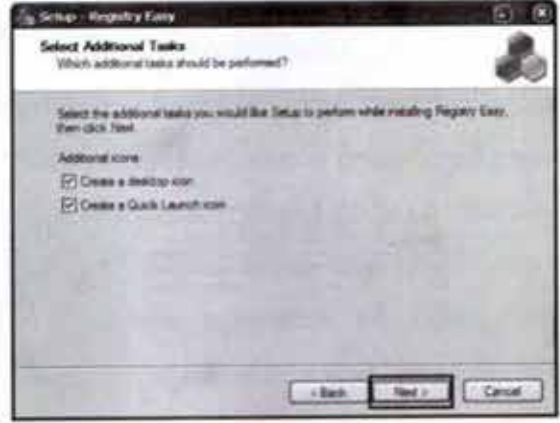 Setup - Registry Easy
Select Additional Tasks
Which additional tasks should be performed?
Select the additional tasks you would like Setup to perform while installing Registry Easy,
then click Next.
Additional icons:
Create a desktop icon
Create a Quick Launch icon
< Back
Next >
Cancel